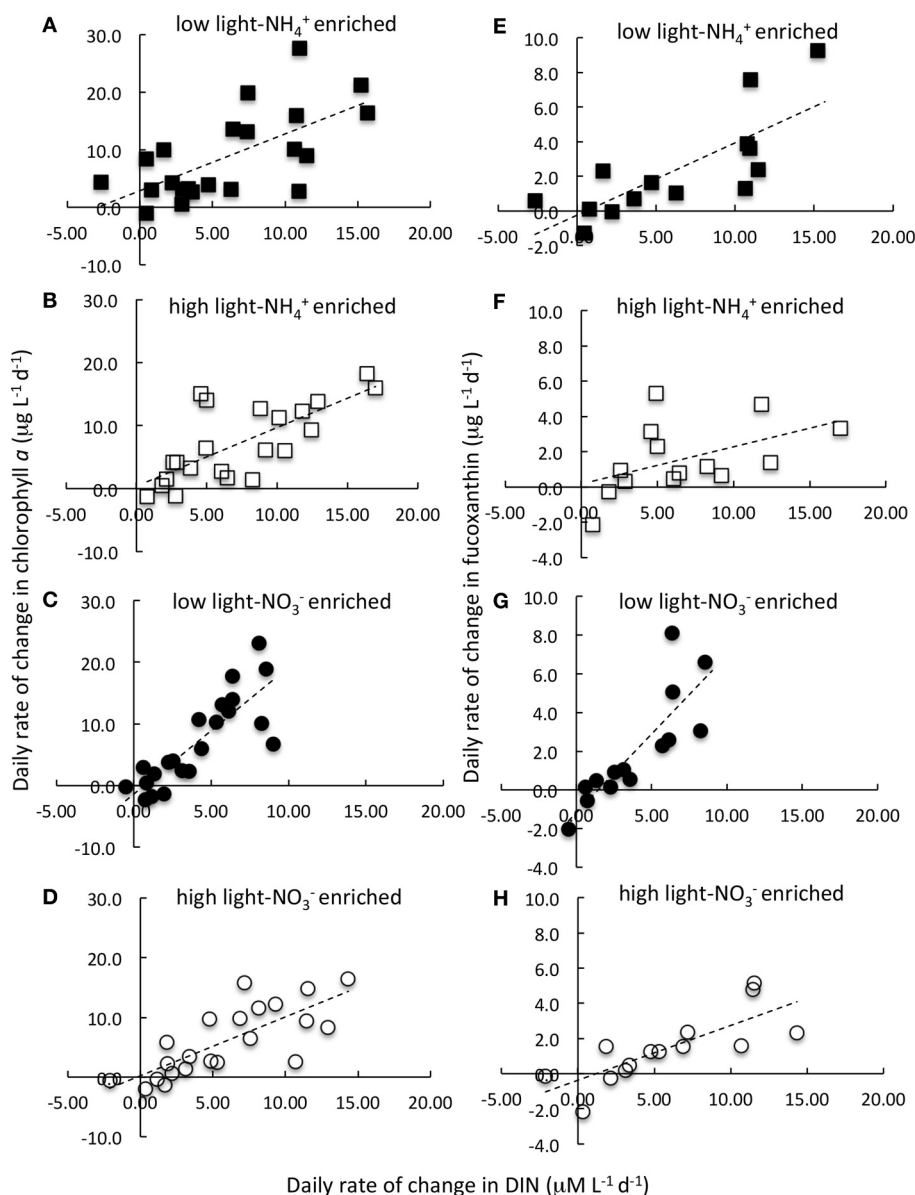 A
low light-NH₄⁺ enriched
30.0
20.0
10.0
0.0
-10.0
-5.00 0.00 5.00 10.00 15.00 20.00
E
low light-NH₄⁺ enriched
10.0
8.0
6.0
4.0
2.0
0.0
-2.0
-5.00 0.00 5.00 10.00 15.00 20.00
B
high light-NH₄⁺ enriched
30.0
20.0
10.0
0.0
-10.0
-5.00 0.00 5.00 10.00 15.00 20.00
F
high light-NH₄⁺ enriched
10.0
8.0
6.0
4.0
2.0
0.0
-2.0
-4.0
-5.00 0.00 5.00 10.00 15.00 20.00
C
low light-NO₃⁻ enriched
30.0
20.0
10.0
0.0
-10.0
-5.00 0.00 5.00 10.00 15.00 20.00
G
low light-NO₃⁻ enriched
10.0
8.0
6.0
4.0
2.0
0.0
-2.0
-4.0
-5.00 0.00 5.00 10.00 15.00 20.00
D
high light-NO₃⁻ enriched
30.0
20.0
10.0
0.0
-10.0
-5.00 0.00 5.00 10.00 15.00 20.00
H
high light-NO₃⁻ enriched
10.0
8.0
6.0
4.0
2.0
0.0
-2.0
-4.0
-5.00 0.00 5.00 10.00 15.00 20.00
Daily rate of change in chlorophyll a (μg L⁻¹ d⁻¹)
Daily rate of change in fucoxanthin (μg L⁻¹ d⁻¹)
Daily rate of change in DIN (μM L⁻¹ d⁻¹)